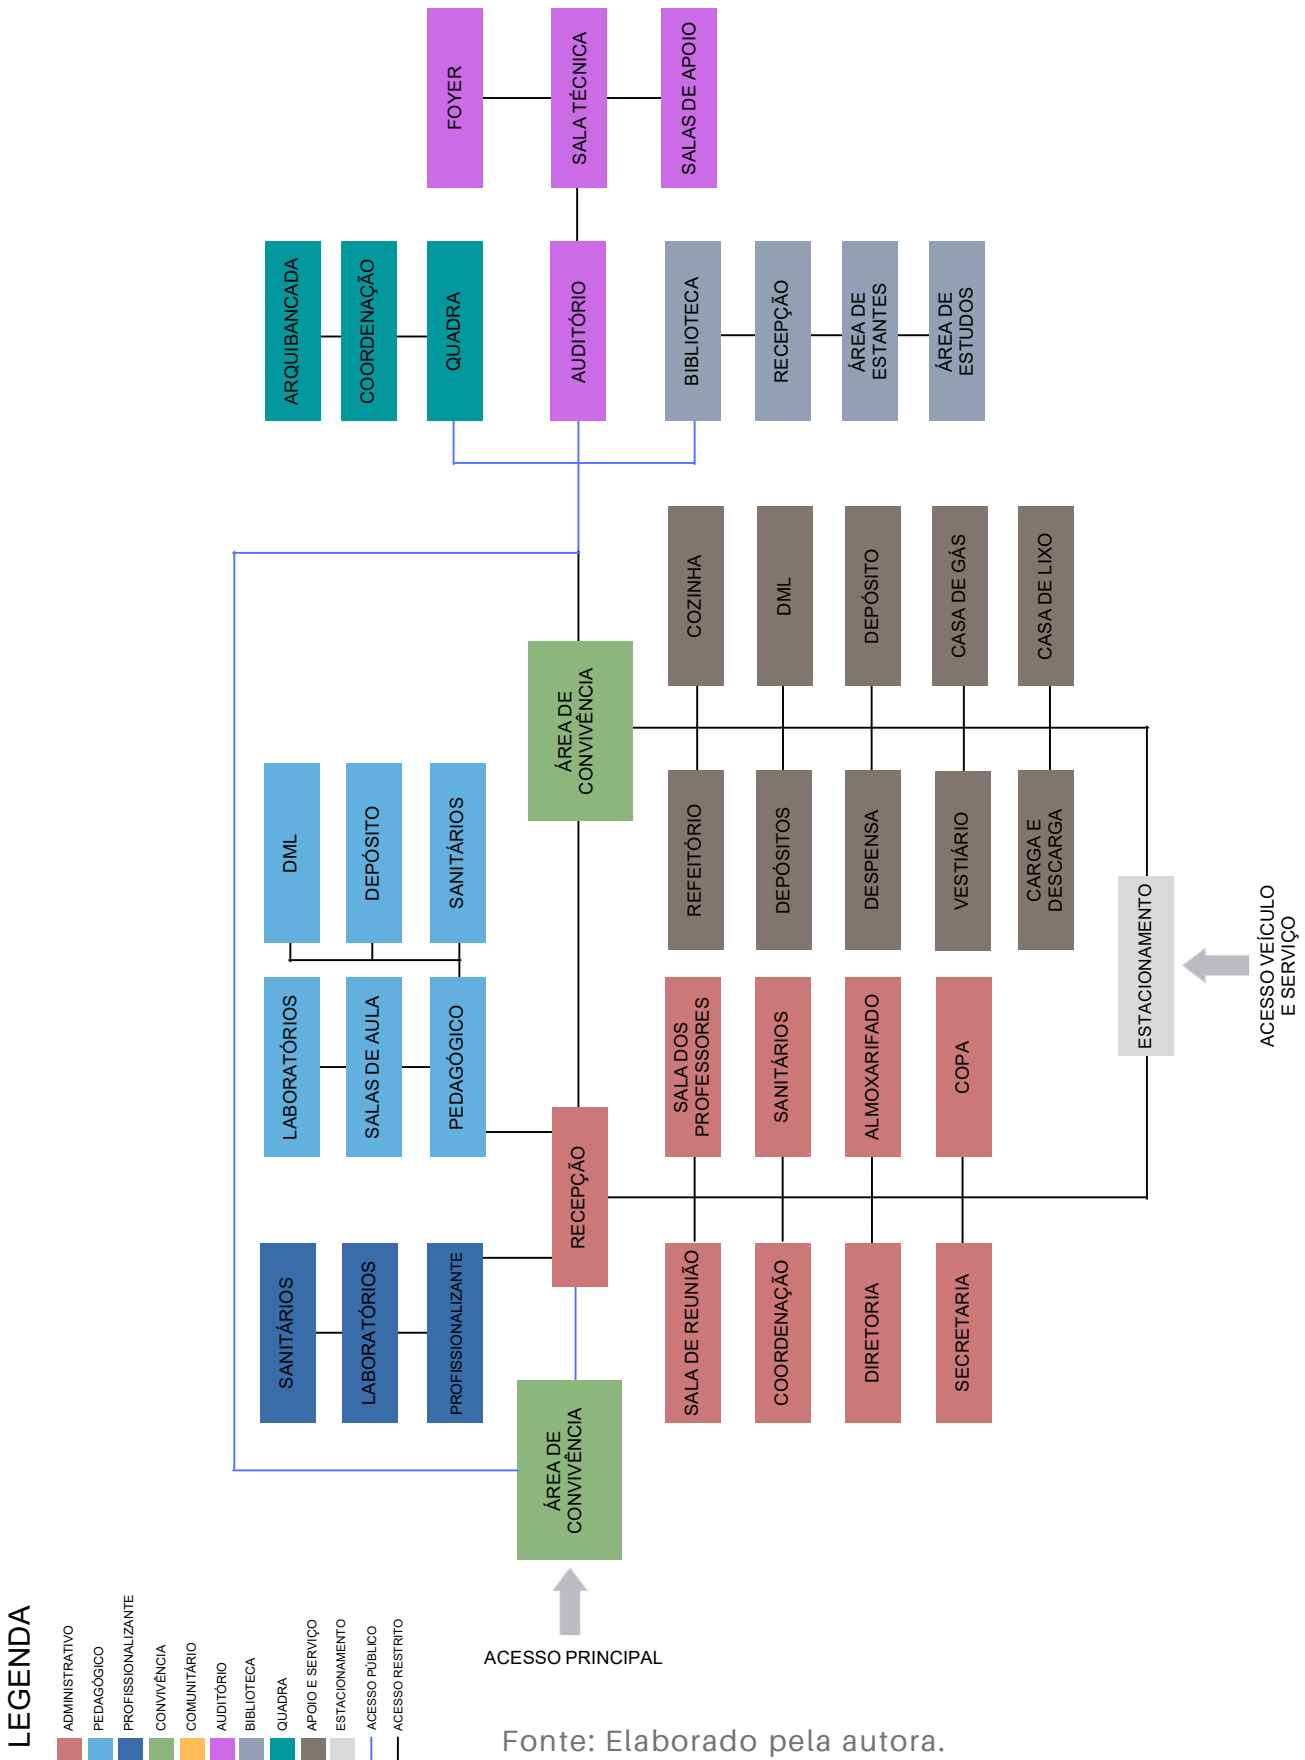 LEGENDA
ADMINISTRATIVO
PEDAGÓGICO
PROFISSIONALIZANTE
CONVIVÊNCIA
COMUNITÁRIO
AUDITÓRIO
BIBLIOTECA
QUADRA
APOIO E SERVIÇO
ESTACIONAMENTO
ACESSO PÚBLICO
ACESSO RESTRITO
ACESSO PRINCIPAL
ÁREA DE
CONVIVÊNCIA
SANITÁRIOS
LABORATÓRIOS
PROFISSIONALIZANTE
RECEPÇÃO
SALA DE REUNIÃO
COORDENAÇÃO
DIRETORIA
SECRETARIA
LABORATÓRIOS
SALAS DE AULA
PEDAGÓGICO
SALA DOS
PROFESSORES
SANITÁRIOS
ALMOXARIFADO
COPA
DML
DEPÓSITO
SANITÁRIOS
ÁREA DE
CONVIVÊNCIA
REFEITÓRIO
DEPÓSITOS
DESPENSA
VESTIÁRIO
CARGA E
DESCARGA
ESTACIONAMENTO
ACESSO VEÍCULO
E SERVIÇO
COZINHA
DML
DEPÓSITO
CASA DE GÁS
CASA DE LIXO
ARQUIBANCADA
COORDENAÇÃO
QUADRA
AUDITÓRIO
BIBLIOTECA
RECEPÇÃO
ÁREA DE
ESTANTES
ÁREA DE
ESTUDOS
FOYER
SALA TÉCNICA
SALAS DE APOIO
Fonte: Elaborado pela autora.